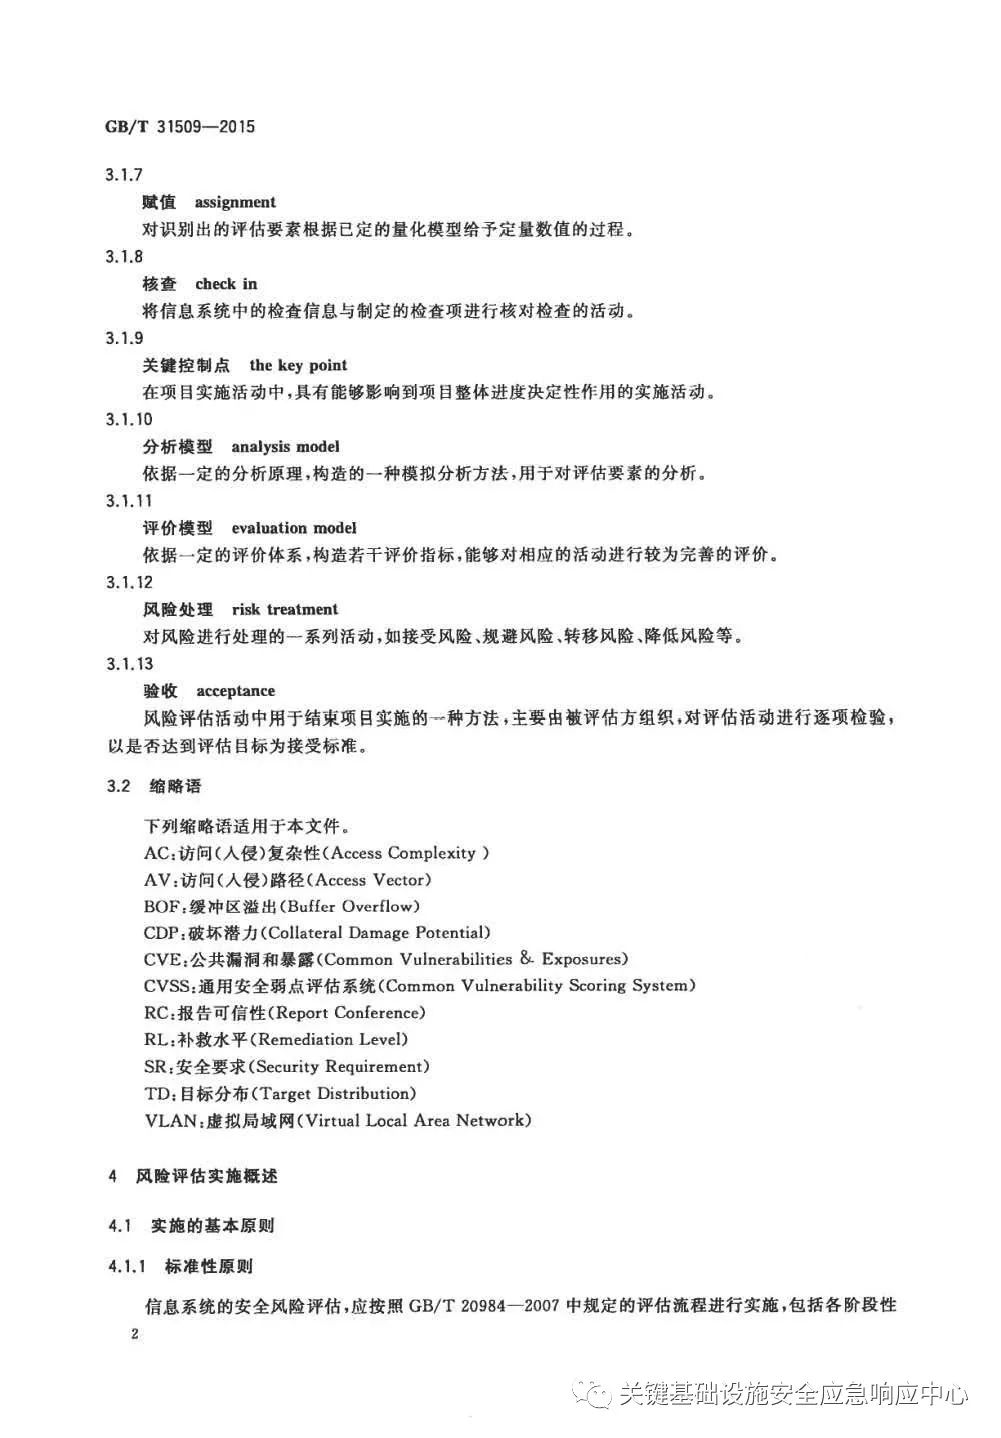 GB/T 31509—2015
3.1.7
赋值 assignment
对识别出的评估要素根据已定的量化模型给予定量数值的过程。
3.1.8
核查 check in
将信息系统中的检查信息与制定的检查项进行核对检查的活动。
3.1.9
关键控制点 the key point
在项目实施活动中,具有能够影响到项目整体进度决定性作用的实施活动。
3.1.10
分析模型 analysis model
依据一定的分析原理,构造的一种模拟分析方法,用于对评估要素的分析。
3.1.11
评价模型 evaluation model
依据一定的评价体系,构造若干评价指标,能够对相应的活动进行较为完善的评价。
3.1.12
风险处理 risk treatment
对风险进行处理的一系列活动,如接受风险、规避风险、转移风险、降低风险等。
3.1.13
验收 acceptance
风险评估活动中用于结束项目实施的一种方法,主要由被评估方组织,对评估活动进行逐项检验,
以是否达到评估目标为接受标准。
3.2 缩略语
下列缩略语适用于本文件。
AC:访问(入侵)复杂性(Access Complexity )
AV:访问(入侵)路径(Access Vector)
BOF:缓冲区溢出(Buffer Overflow)
CDP:破坏潜力(Collateral Damage Potential)
CVE:公共漏洞和暴露(Common Vulnerabilities & Exposures)
CVSS:通用安全弱点评估系统(Common Vulnerability Scoring System)
RC:报告可信性(Report Conference)
RL:补救水平(Remediation Level)
SR:安全要求(Security Requirement)
TD:目标分布(Target Distribution)
VLAN:虚拟局域网(Virtual Local Area Network)
4 风险评估实施概述
4.1 实施的基本原则
4.1.1 标准性原则
信息系统的安全风险评估,应按照 GB/T 20984—2007 中规定的评估流程进行实施,包括各阶段性
2
关键基础设施安全应急响应中心